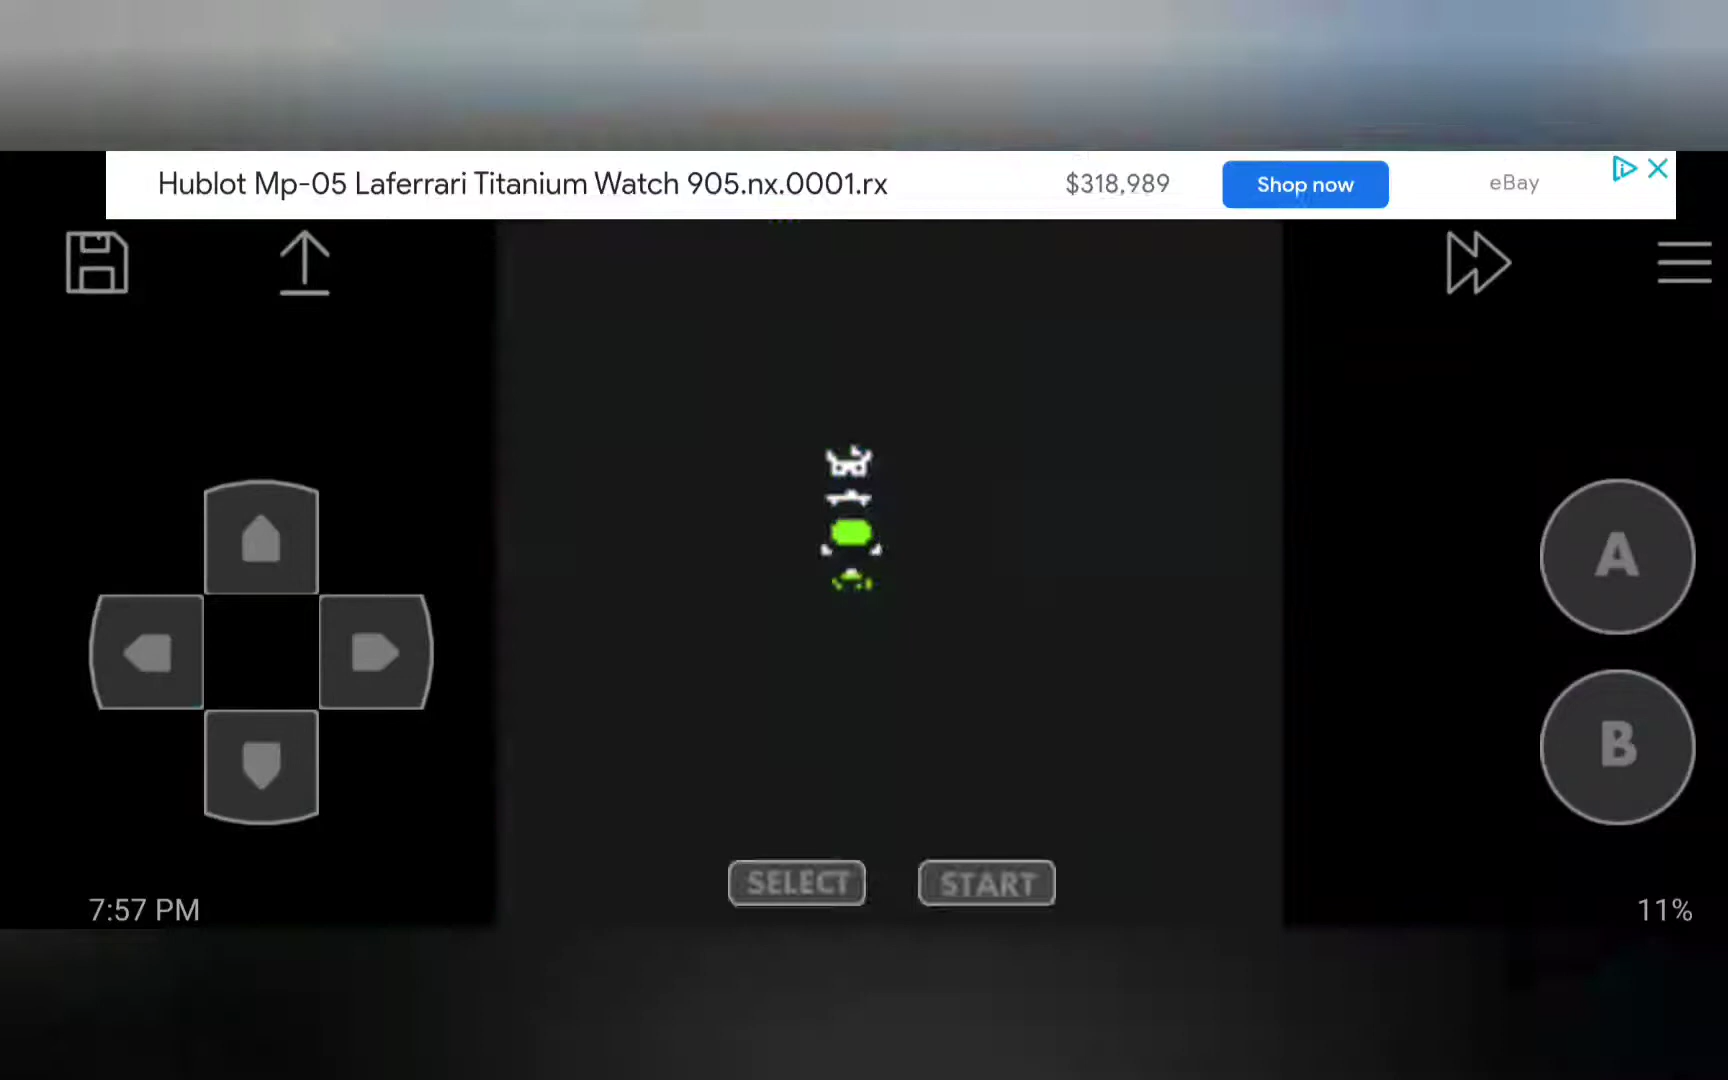 Hublot Mp-05 Laferrari Titanium Watch 905.nx.0001.rx
$318,989
Shop now
eBay
A
B
SELECT
START
7:57 PM
11%